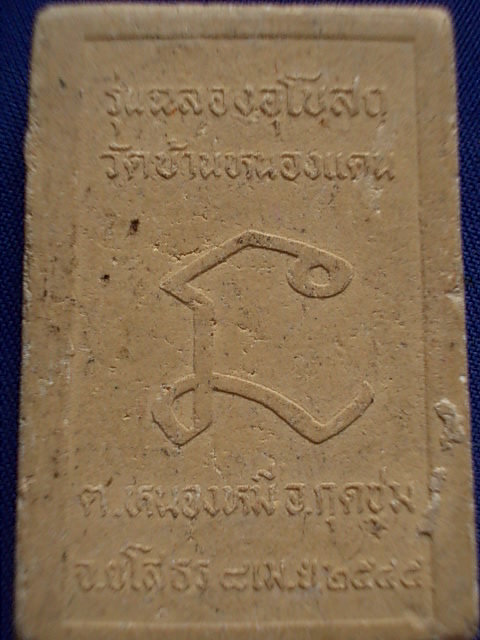 รุ่นฉลองอุโบสถ
วัดบ้านหนองแคน
ต.หนองหมี อ.กุดชุม
จ.ยโสธร ๘ เม.ย ๒๕๔๔